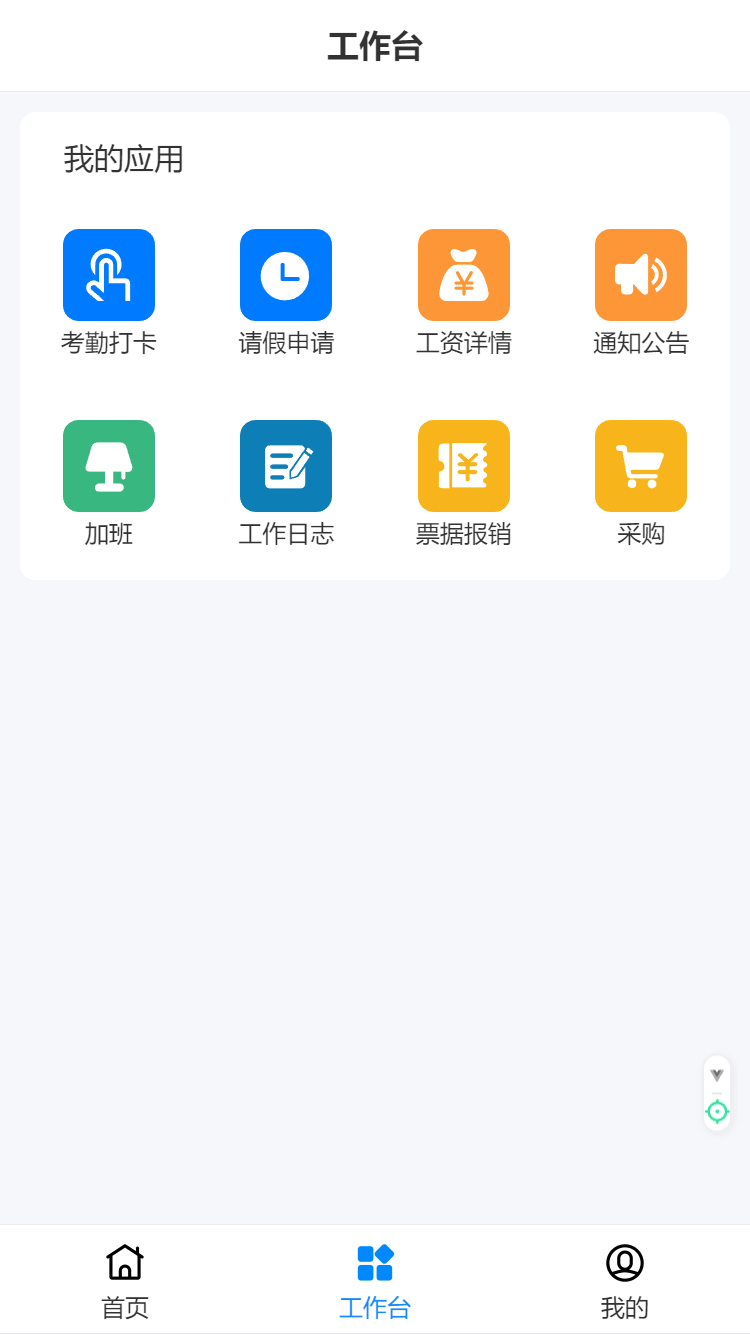 工作台
我的应用
考勤打卡 请假申请 工资详情 通知公告
加班 工作日志 票据报销 采购
首页 工作台 我的